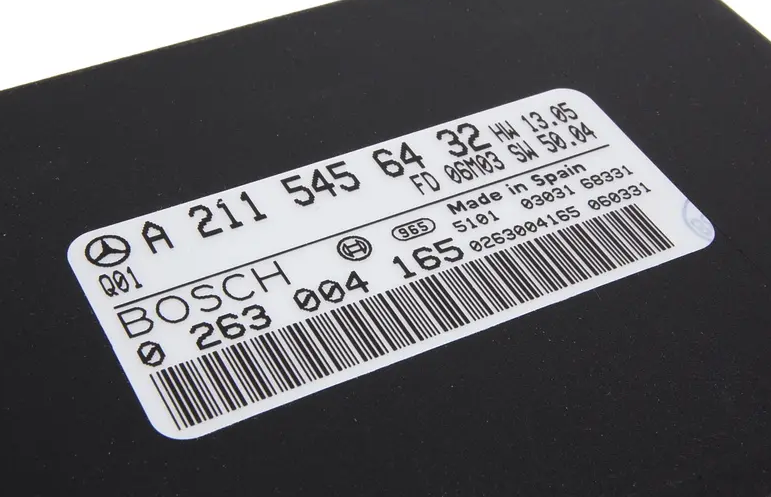 A 211 545 64 32 HW 13.05
Q01 FD 06M03 SW 50.04
Made in Spain
BOSCH 965 5101 03031 68331
0 263 004 165 0263004165 060331